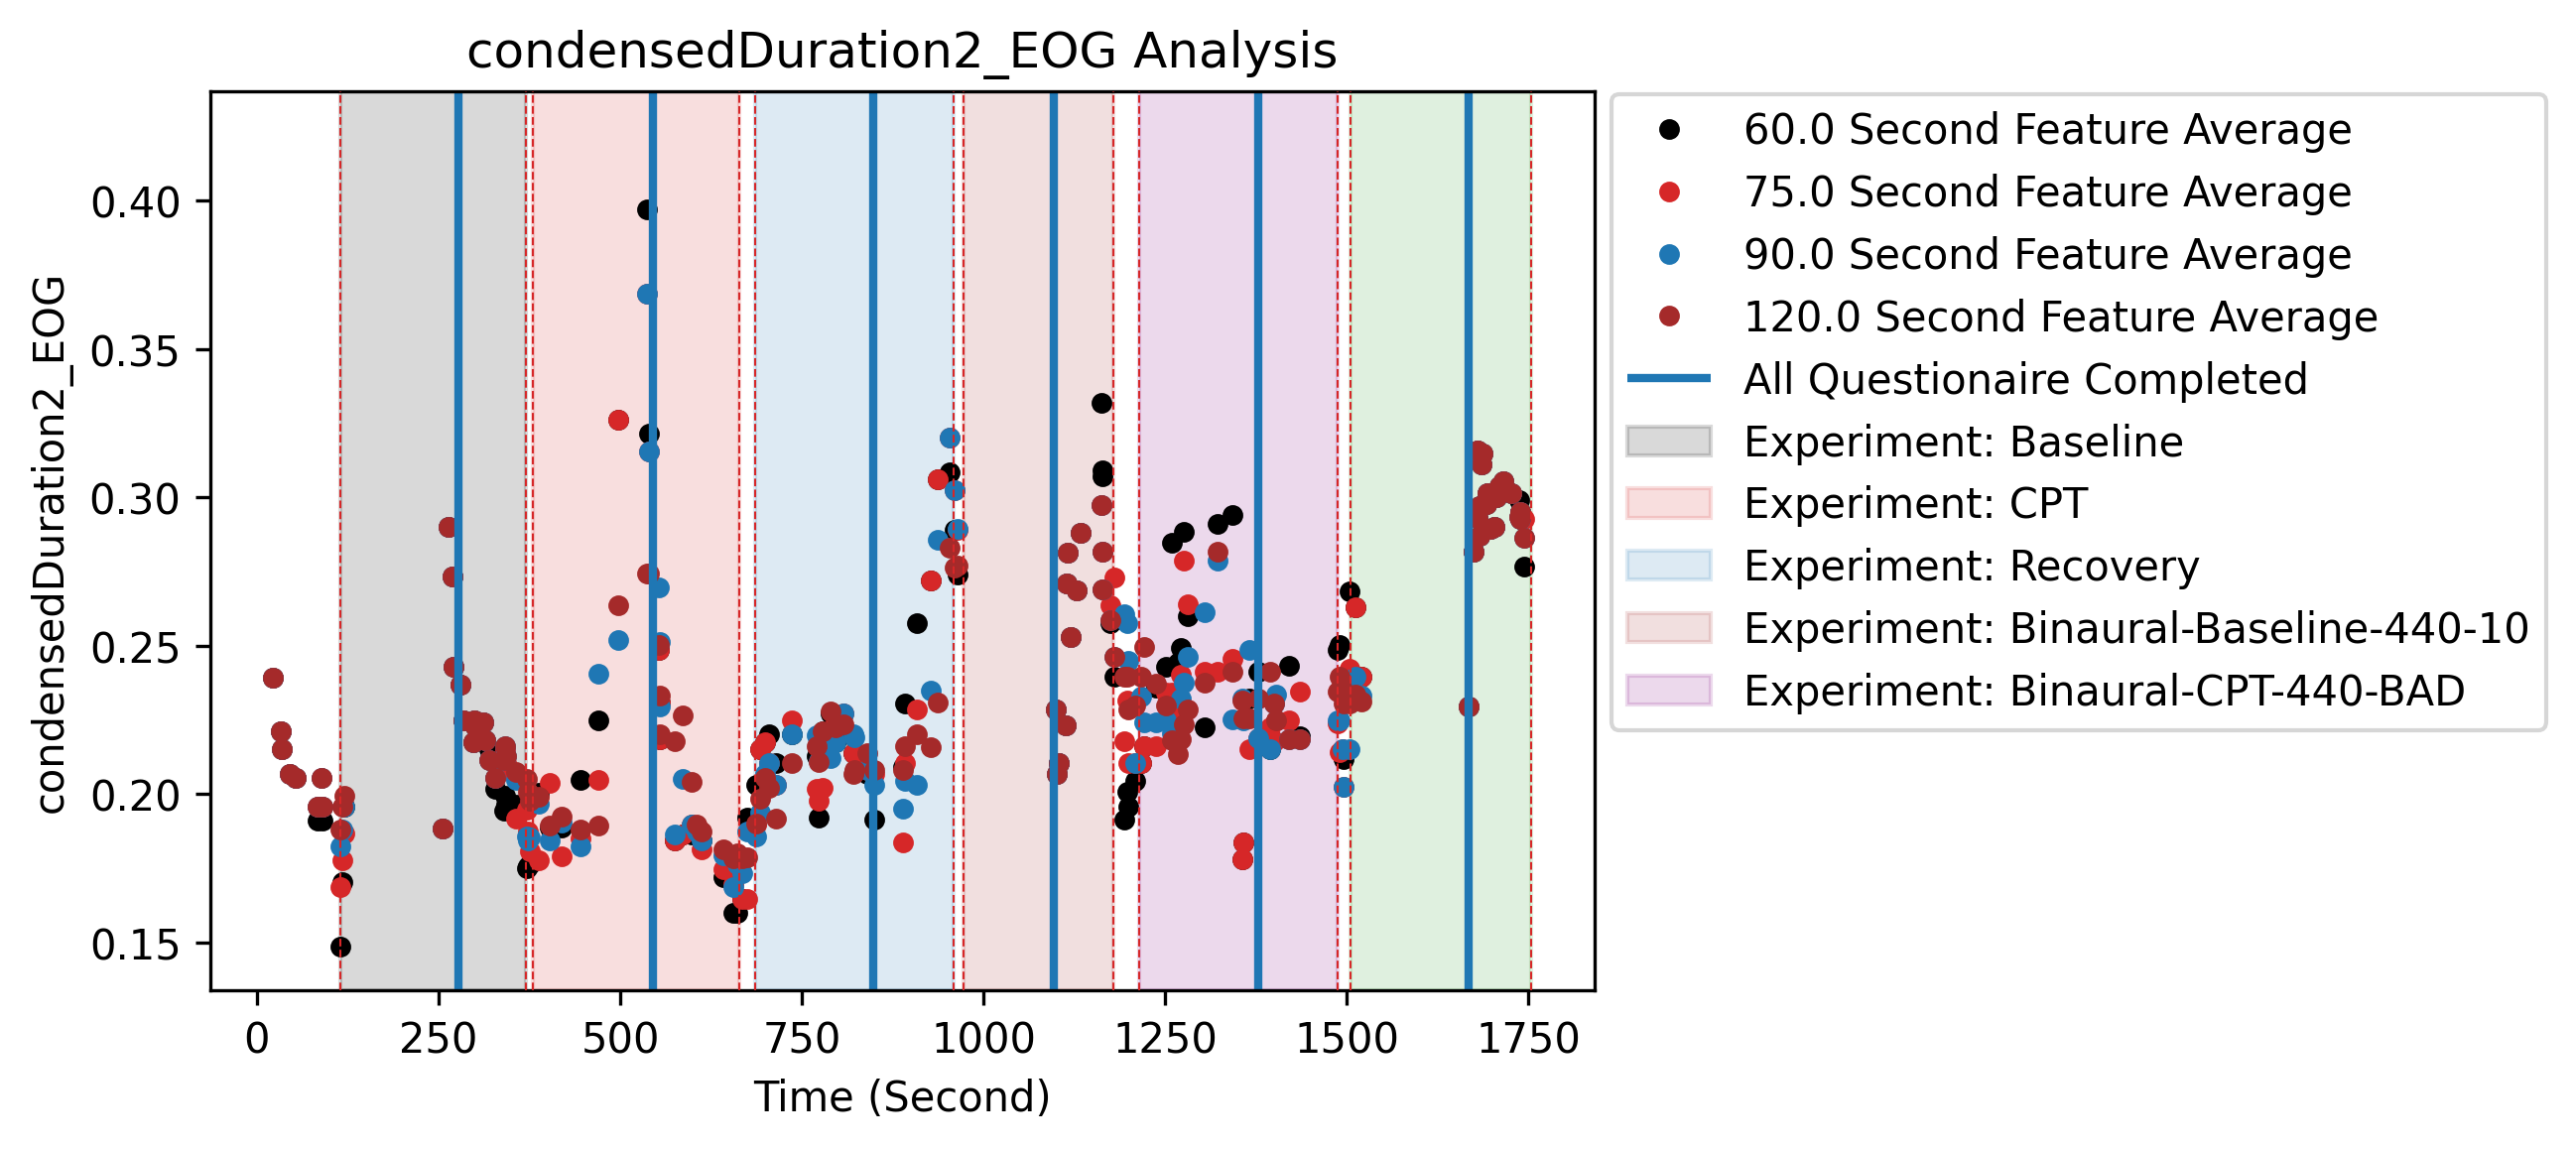 condensedDuration2_EOG Analysis
condensedDuration2_EOG
0.40
0.35
0.30
0.25
0.20
0.15
0
250
500
750
1000
1250
1500
1750
Time (Second)
60.0 Second Feature Average
75.0 Second Feature Average
90.0 Second Feature Average
120.0 Second Feature Average
All Questionaire Completed
Experiment: Baseline
Experiment: CPT
Experiment: Recovery
Experiment: Binaural-Baseline-440-10
Experiment: Binaural-CPT-440-BAD